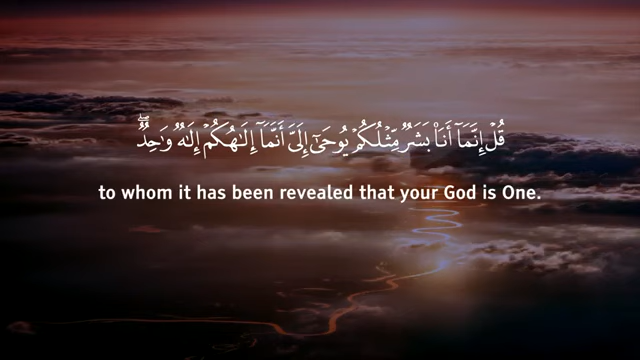 قُلْ إِنَّمَآ أَنَا۠ بَشَرٌ مِّثْلُكُمْ يُوحَىٰٓ إِلَىَّ أَنَّمَآ إِلَـٰهُكُمْ إِلَـٰهٌ وَٰحِدٌ ۖ
to whom it has been revealed that your God is One.